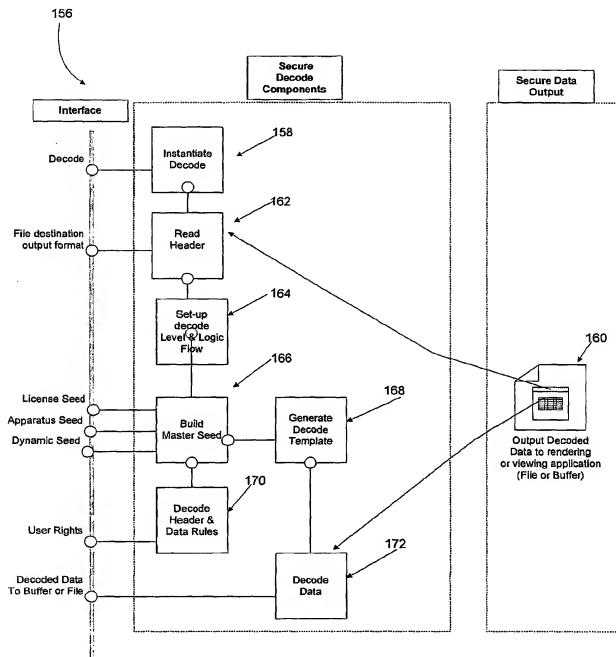 156
Interface
Secure
Decode
Components
Secure Data
Output
Decode
Instantiate
Decode
158
File destination
output format
Read
Header
162
Set-up
decode
Level & Logic
Flow
164
166
License Seed
Apparatus Seed
Dynamic Seed
Build
Master Seed
Generate
Decode
Template
168
160
Output Decoded
Data to rendering
or viewing application
(File or Buffer)
User Rights
Decode
Header &
Data Rules
170
Decoded Data
To Buffer or File
Decode
Data
172